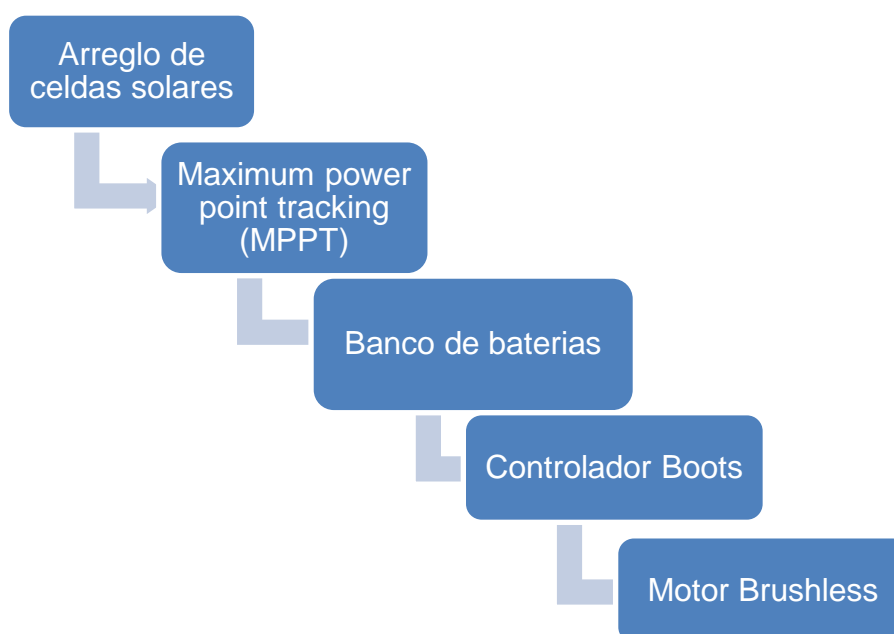 Arreglo de
celdas solares
Maximum power
point tracking
(MPPT)
Banco de baterias
Controlador Boots
Motor Brushless